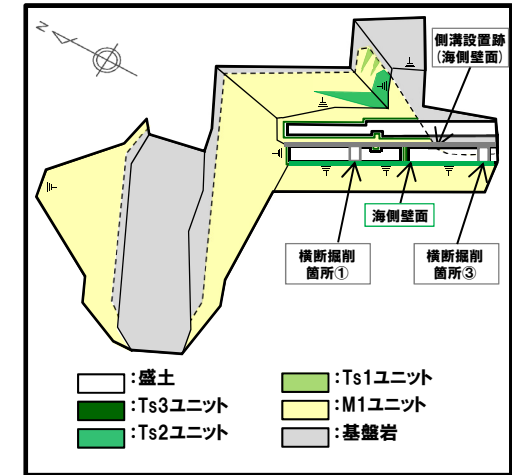 N
側溝設置跡
(海側壁面)
海側壁面
横断掘削
箇所①
横断掘削
箇所③
:盛土
:Ts1ユニット
:Ts3ユニット
:M1ユニット
:Ts2ユニット
:基盤岩